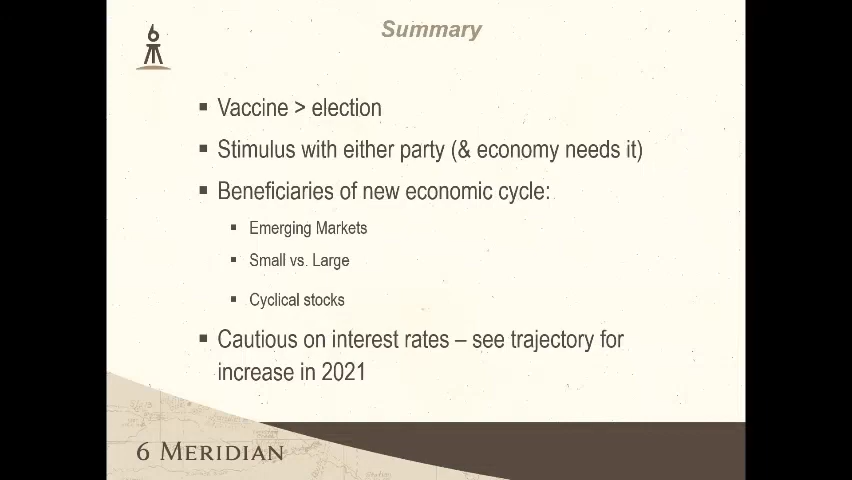 Summary
6
▪ Vaccine > election
▪ Stimulus with either party (& economy needs it)
▪ Beneficiaries of new economic cycle:
▪ Emerging Markets
▪ Small vs. Large
▪ Cyclical stocks
▪ Cautious on interest rates – see trajectory for
increase in 2021
6 MERIDIAN